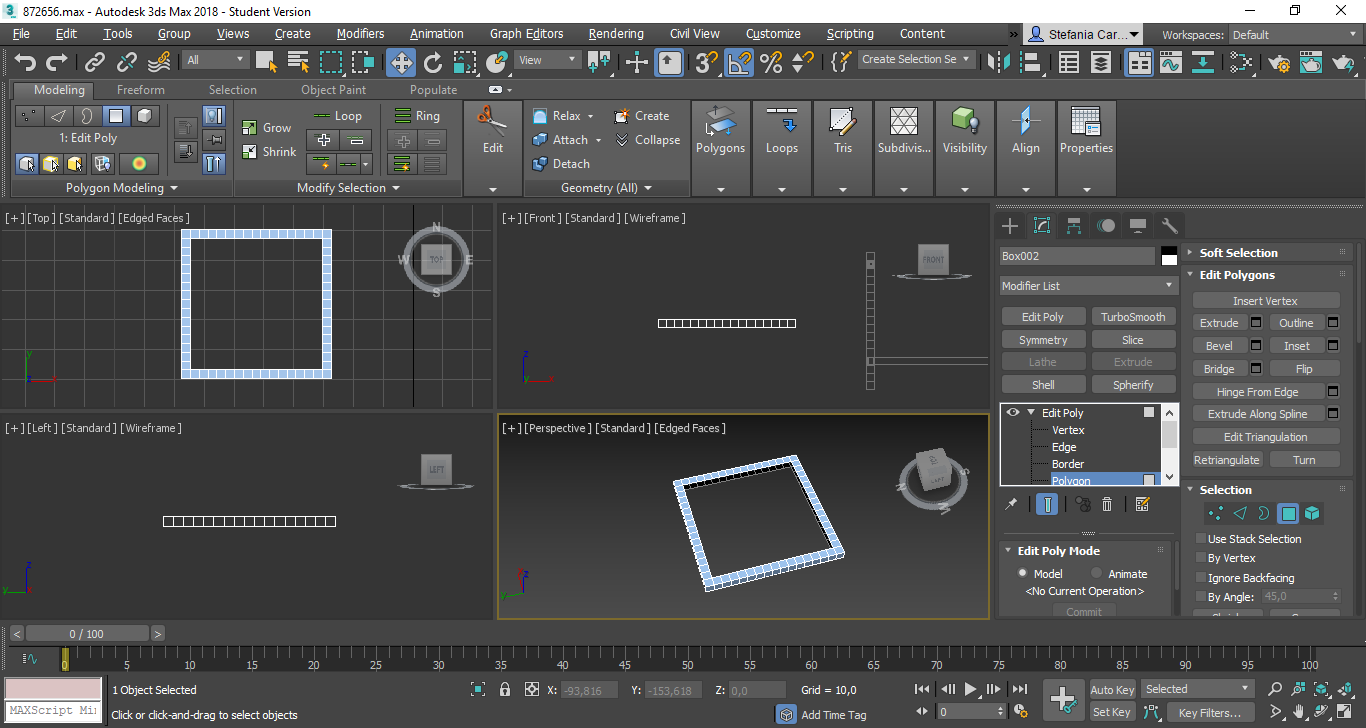 872656.max - Autodesk 3ds Max 2018 - Student Version
File Edit Tools Group Views Create Modifiers Animation Graph Editors Rendering Civil View Customize Scripting Content » Stefania Car... Workspaces: Default
All View Create Selection Se
Modeling Freeform Selection Object Paint Populate
1: Edit Poly
Polygon Modeling
Grow
Shrink
Loop
Ring
Modify Selection
Edit
Relax Create
Attach Collapse
Detach
Geometry (All)
Polygons Loops Tris Subdivis... Visibility Align Properties
[+] [Top] [Standard] [Edged Faces]
N
W TOP E
S
y
z
[+] [Front] [Standard] [Wireframe]
FRONT
z
y
[+] [Left] [Standard] [Wireframe]
LEFT
z
y
[+] [Perspective] [Standard] [Edged Faces]
LEFT
N
S
W
z
y
Box002
Modifier List
Edit Poly TurboSmooth
Symmetry Slice
Lathe Extrude
Shell Spherify
Edit Poly
Vertex
Edge
Border
Polygon
Edit Poly Mode
Model Animate
<No Current Operation>
Commit
Soft Selection
Edit Polygons
Insert Vertex
Extrude Outline
Bevel Inset
Bridge Flip
Hinge From Edge
Extrude Along Spline
Edit Triangulation
Retriangulate Turn
Selection
Use Stack Selection
By Vertex
Ignore Backfacing
By Angle: 45,0
< 0 / 100 >
0 5 10 15 20 25 30 35 40 45 50 55 60 65 70 75 80 85 90 95 100
1 Object Selected
X: -93,816 Y: -153,618 Z: 0,0 Grid = 10,0
Auto Key Selected
MAXScript Mi
Click or click-and-drag to select objects
Add Time Tag
0
Set Key Key Filters...